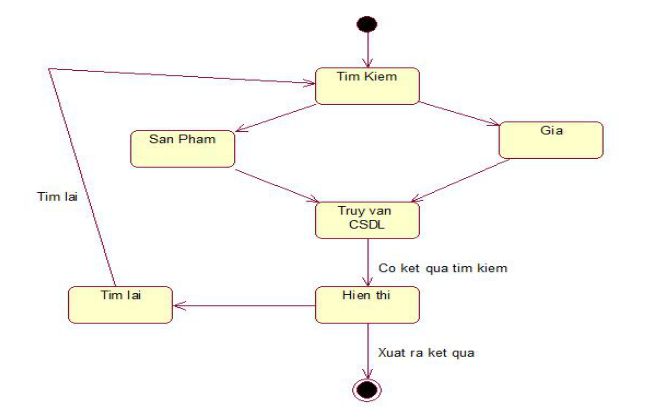 Tim Kiem
San Pham
Gia
Tim lai
Truy van
CSDL
Co ket qua tim kiem
Tim lai
Hien thi
Xuat ra ket qua